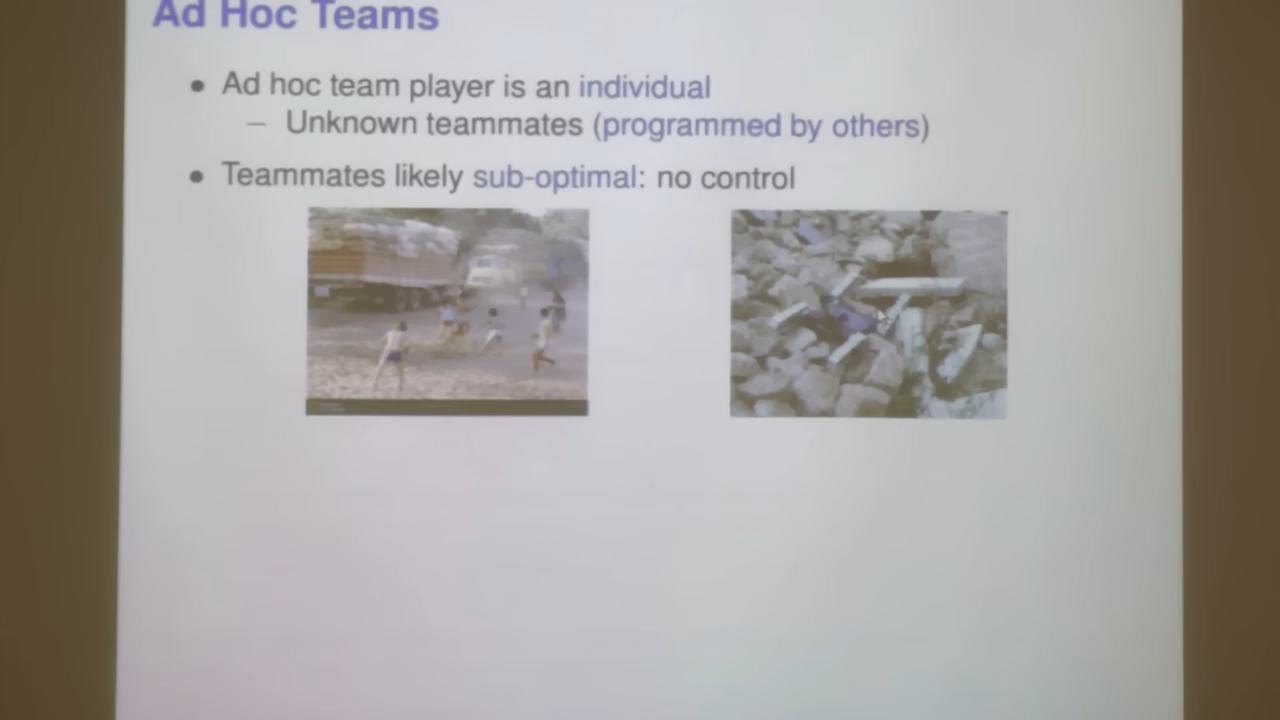 Ad Hoc Teams
• Ad hoc team player is an individual
– Unknown teammates (programmed by others)
• Teammates likely sub-optimal: no control